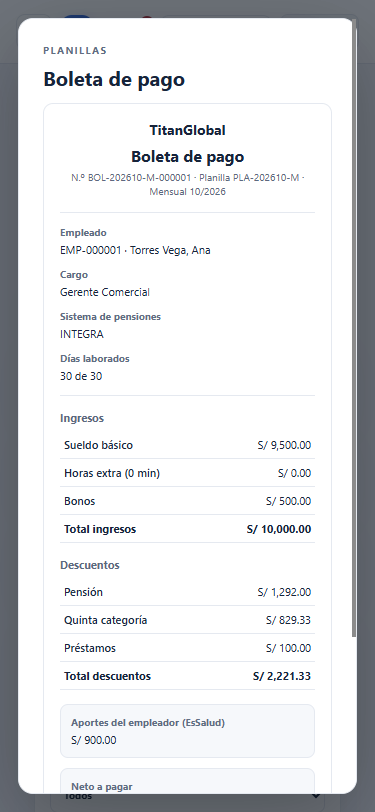 PLANILLAS
Boleta de pago
TitanGlobal
Boleta de pago
N.º BOL-202610-M-000001 · Planilla PLA-202610-M ·
Mensual 10/2026
Empleado
EMP-000001 · Torres Vega, Ana
Cargo
Gerente Comercial
Sistema de pensiones
INTEGRA
Días laborados
30 de 30
Ingresos
Sueldo básico S/ 9,500.00
Horas extra (0 min) S/ 0.00
Bonos S/ 500.00
Total ingresos S/ 10,000.00
Descuentos
Pensión S/ 1,292.00
Quinta categoría S/ 829.33
Préstamos S/ 100.00
Total descuentos S/ 2,221.33
Aportes del empleador (EsSalud)
S/ 900.00
Neto a pagar
Todos